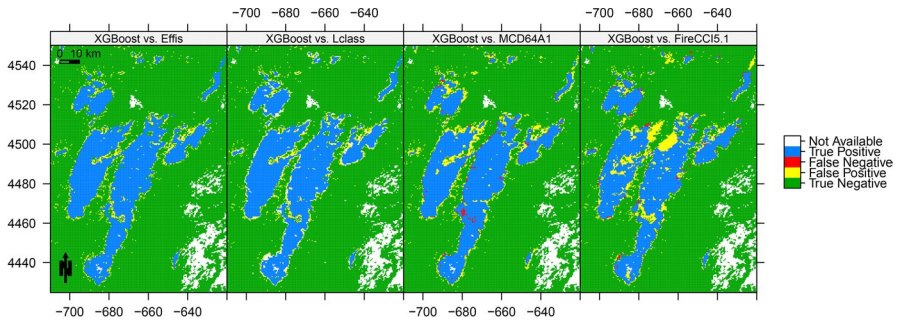 −700 −680 −660 −640
−700 −680 −660 −640
XGBoost vs. Effis
XGBoost vs. Lclass
XGBoost vs. MCD64A1
XGBoost vs. FireCCI5.1
0 10 km
4540
4520
4500
4480
4460
4440
N
Not Available
True Positive
False Negative
False Positive
True Negative
−700 −680 −660 −640
−700 −680 −660 −640